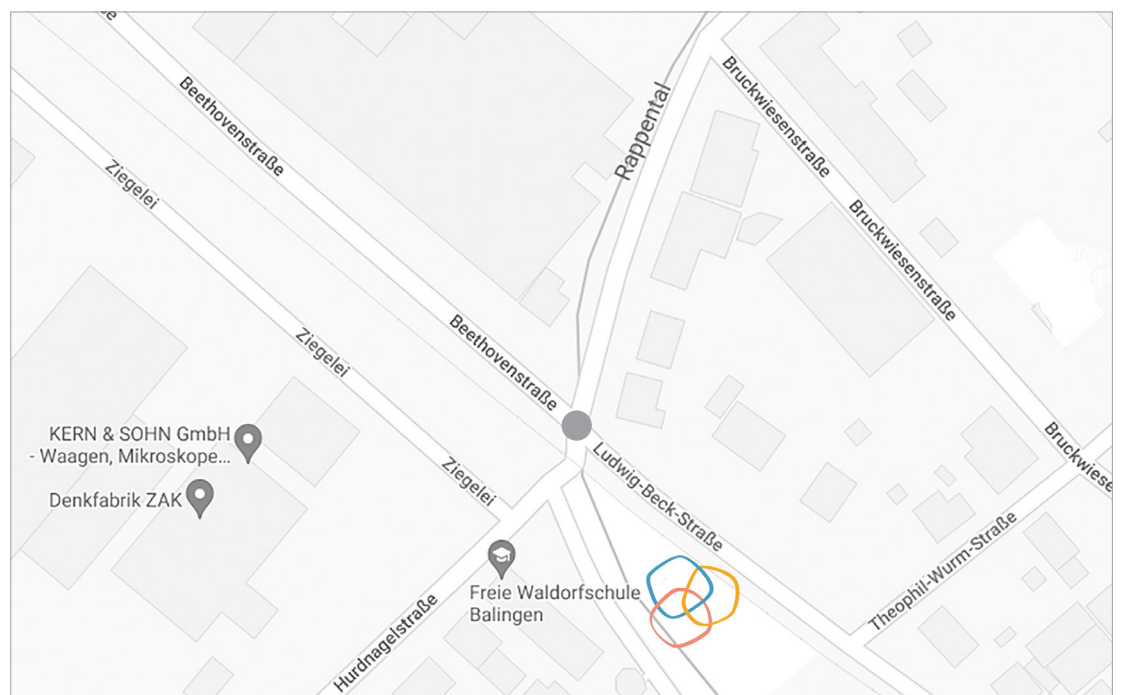 Beethovenstraße
Rappental
Bruckwiesenstraße
Ziegelei
Bruckwiesenstraße
Beethovenstraße
Ziegelei
KERN & SOHN GmbH
- Waagen, Mikroskope...
Ludwig-Beck-Straße
Ziegelei
Denkfabrik ZAK
Theophil-Wurm-Straße
Freie Waldorfschule
Balingen
Hurdnagelstraße